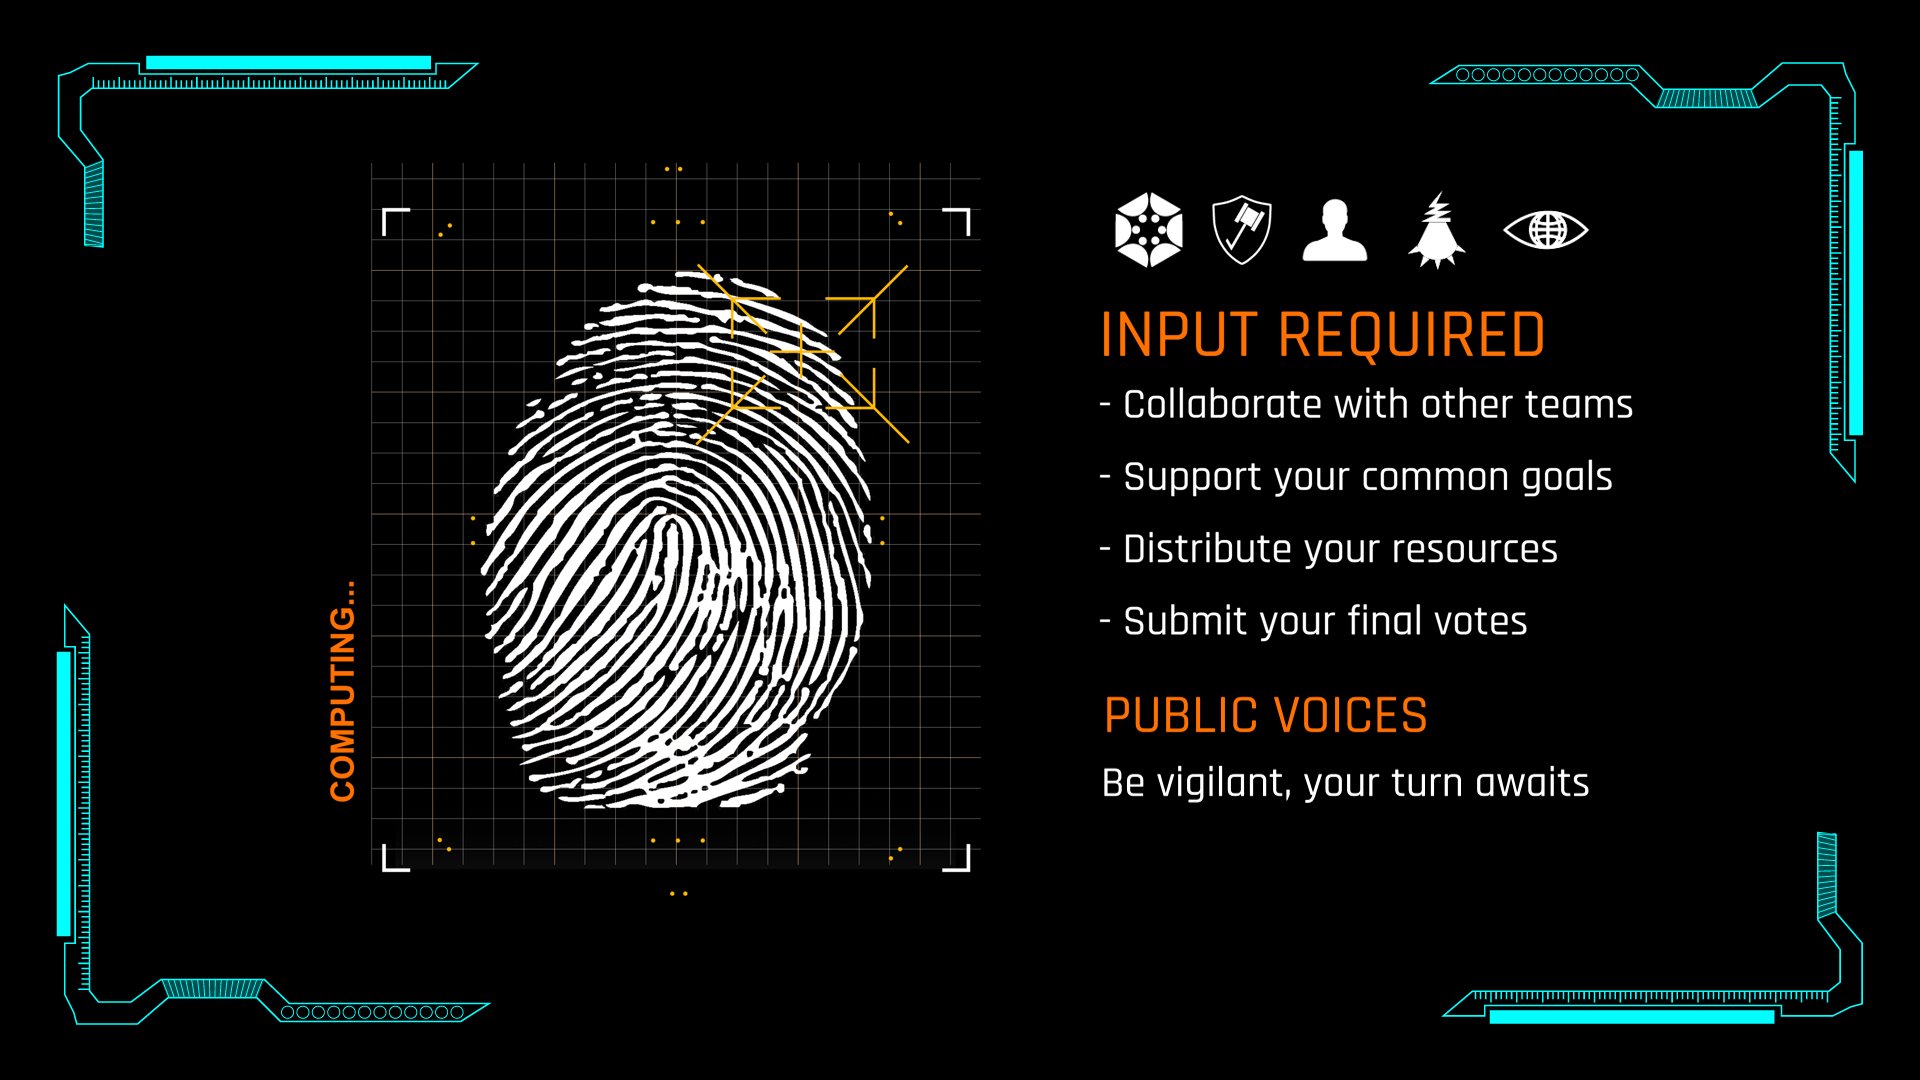 COMPUTING...
INPUT REQUIRED
- Collaborate with other teams
- Support your common goals
- Distribute your resources
- Submit your final votes
PUBLIC VOICES
Be vigilant, your turn awaits